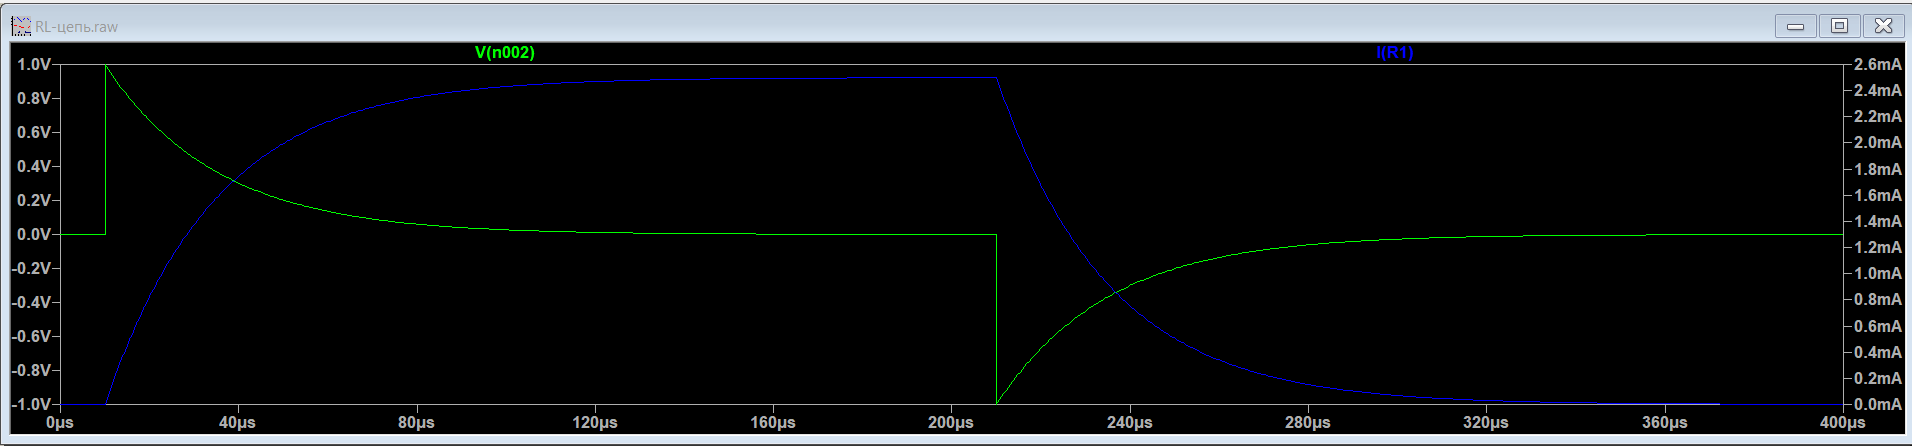 RL-цепь.raw
V(n002) I(R1)
1.0V 2.6mA
0.8V 2.4mA
2.2mA
0.6V 2.0mA
0.4V 1.8mA
1.6mA
0.2V 1.4mA
0.0V 1.2mA
-0.2V 1.0mA
-0.4V 0.8mA
0.6mA
-0.6V 0.4mA
-0.8V 0.2mA
-1.0V 0.0mA
0µs 40µs 80µs 120µs 160µs 200µs 240µs 280µs 320µs 360µs 400µs